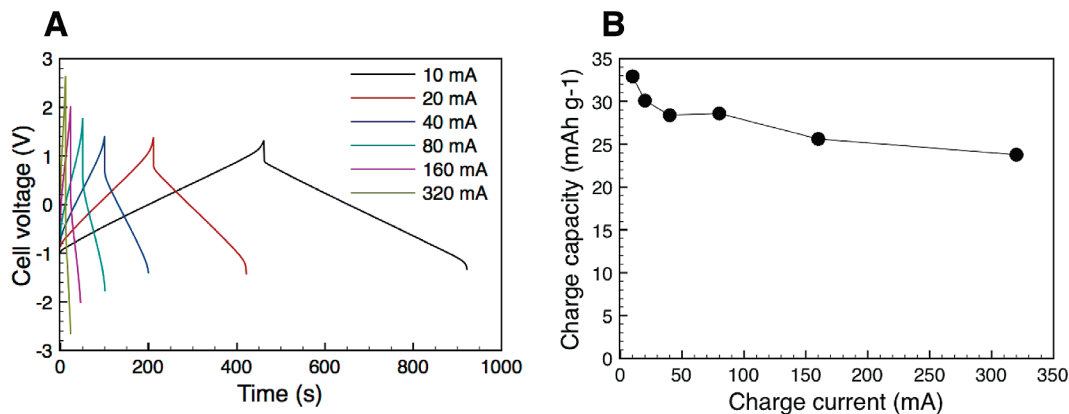 A
3
2
1
0
-1
-2
-3
Cell voltage (V)
10 mA
20 mA
40 mA
80 mA
160 mA
320 mA
0 200 400 600 800 1000
Time (s)
B
35
30
25
20
15
10
5
0
Charge capacity (mAh g-1)
0 50 100 150 200 250 300 350
Charge current (mA)